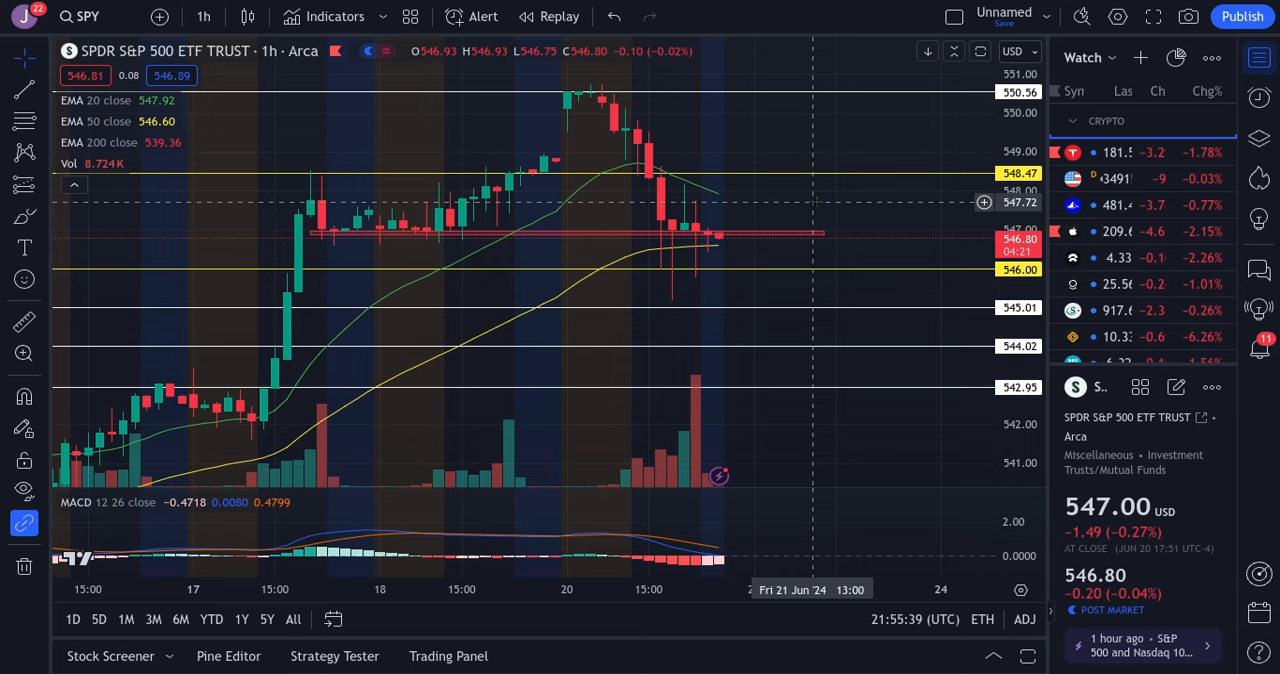 J 22 SPY 1h Indicators Alert Replay Unnamed Save Publish
SPDR S&P 500 ETF TRUST · 1h · Arca O546.93 H546.93 L546.75 C546.80 −0.10 (−0.02%) USD
546.81 0.08 546.89
EMA 20 close 547.92
EMA 50 close 546.60
EMA 200 close 539.36
Vol 8.724K
551.00
550.56
550.00
549.00
548.47
548.00
547.72
547.00
546.80
04:21
546.00
545.01
544.02
542.95
542.00
541.00
MACD 12 26 close −0.4718 0.0080 0.4799
2.00
0.0000
15:00 17 15:00 18 15:00 20 15:00 Fri 21 Jun '24 13:00 24
1D 5D 1M 3M 6M YTD 1Y 5Y All 21:55:39 (UTC) ETH ADJ
Stock Screener Pine Editor Strategy Tester Trading Panel
Watch
Syn Las Ch Chg%
CRYPTO
181.5 −3.2 −1.78%
D 3491 −9 −0.03%
481.4 −3.7 −0.77%
209.6 −4.6 −2.15%
4.33 −0.1 −2.26%
25.56 −0.2 −1.01%
917.6 −2.3 −0.26%
10.33 −0.6 −6.26%
S S..
SPDR S&P 500 ETF TRUST •
Arca
Miscellaneous • Investment
Trusts/Mutual Funds
547.00 USD
−1.49 (−0.27%)
AT CLOSE (JUN 20 17:51 UTC-4)
546.80
−0.20 (−0.04%)
POST MARKET
1 hour ago • S&P
500 and Nasdaq 10...
11